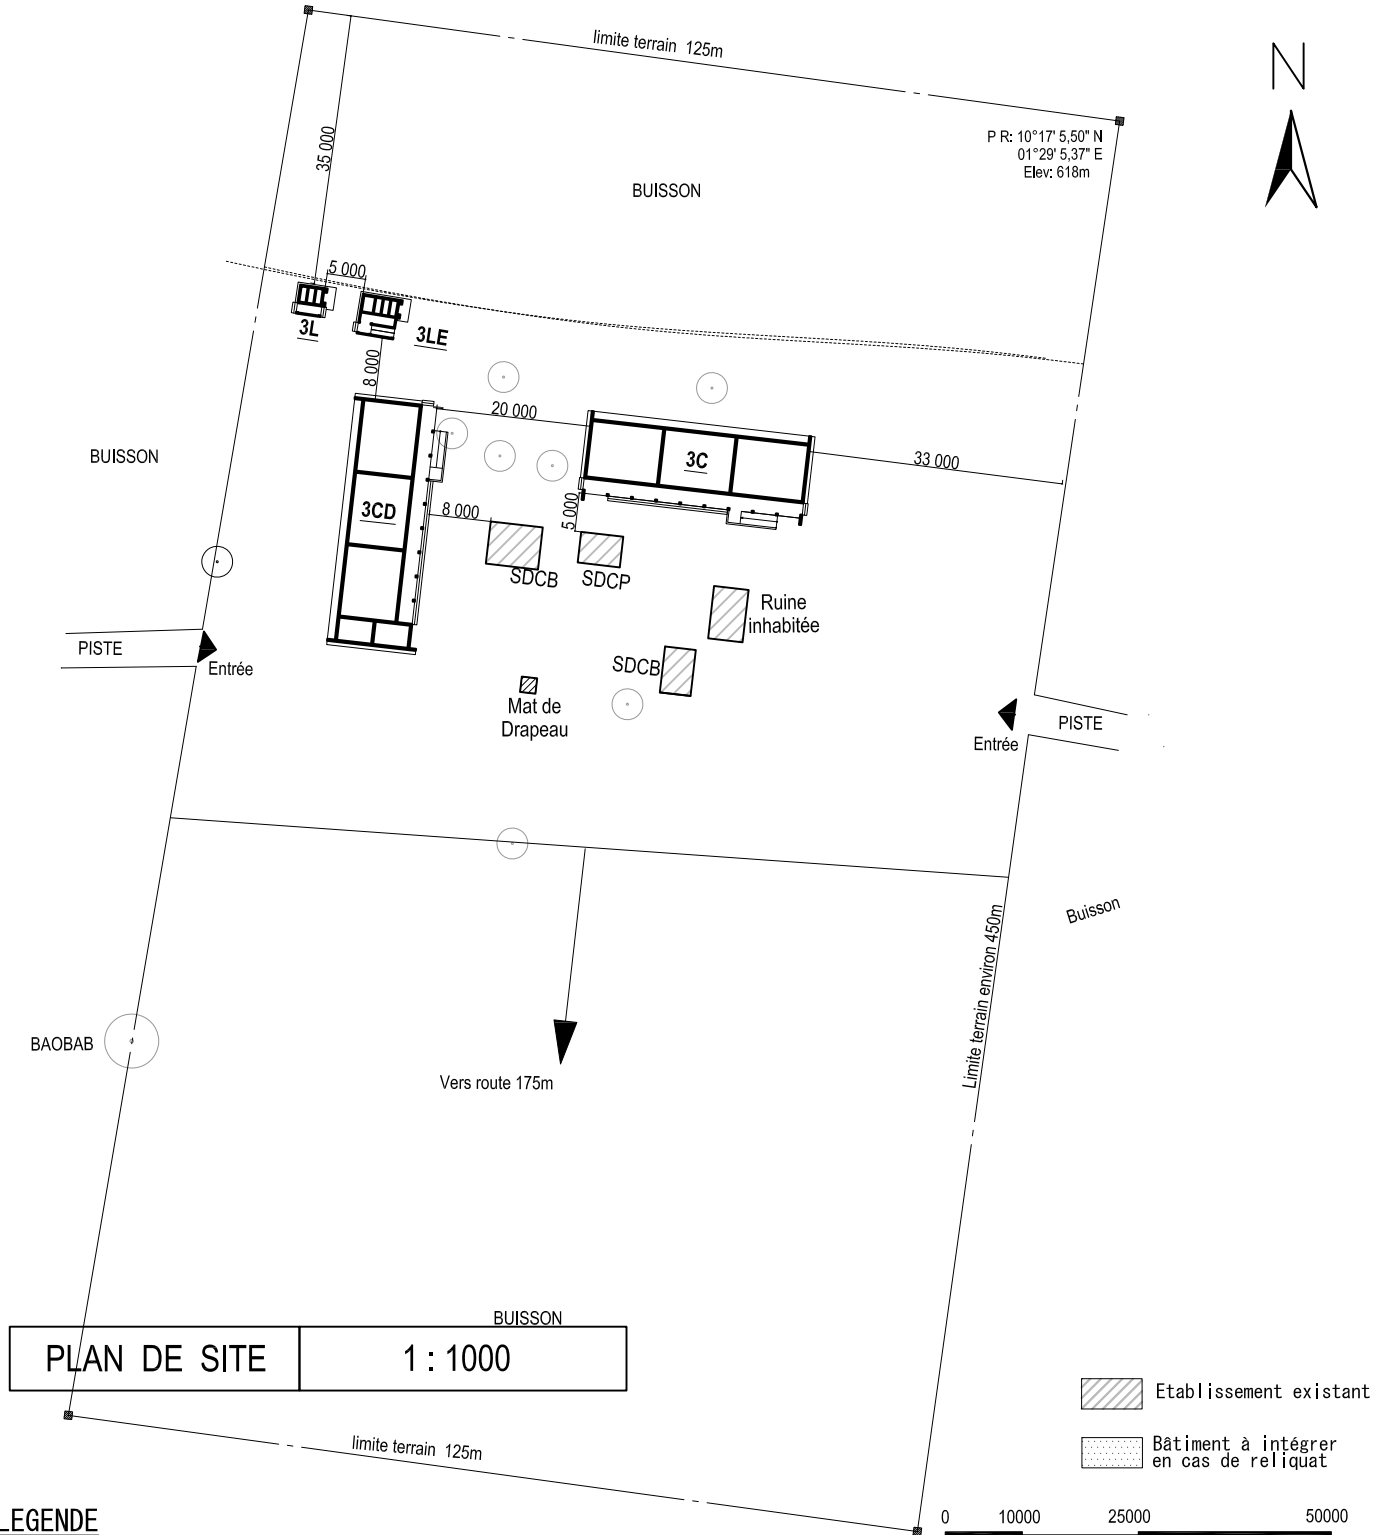 limite terrain 125m
N
P R: 10°17' 5,50" N
01°29' 5,37" E
Elev: 618m
35 000
BUISSON
5 000
3L
3LE
8 000
20 000
BUISSON
3C
33 000
3CD
8 000
5 000
SDCB
SDCP
Ruine
inhabitée
PISTE
Entrée
SDCB
Mat de
Drapeau
PISTE
Entrée
Buisson
Limite terrain environ 450m
BAOBAB
Vers route 175m
BUISSON
PLAN DE SITE
1 : 1000
Etablissement existant
Bâtiment à intégrer
en cas de reliquat
limite terrain 125m
LEGENDE
0 10000 25000 50000